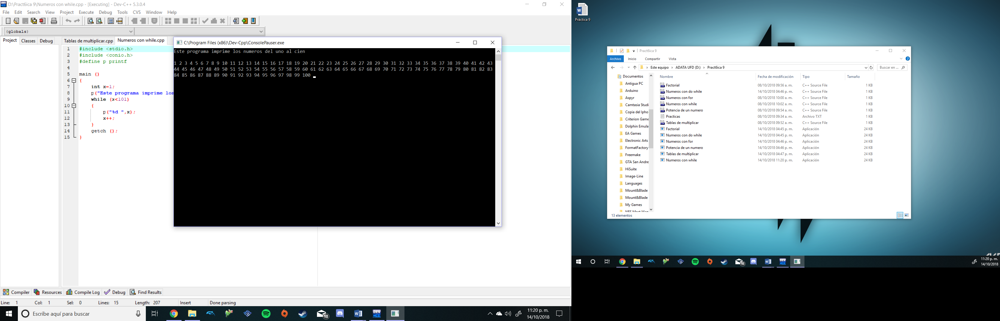 D:\Pract6ica 9\Numeros con while.cpp - [Executing] - Dev-C++ 5.3.0.4
File Edit Search View Project Execute Debug Tools CVS Window Help
(globals)
Project Classes Debug
Tablas de multiplicar.cpp Numeros con while.cpp
1 #include <stdio.h>
2 #include <conio.h>
3 #define p printf
4
5 main ()
6 {
7 int x=1;
8 p("Este programa imprime los
9 while (x<101)
10 {
11 p("%d ",x);
12 x++;
13 }
14 getch ();
15 }
C:\Program Files (x86)\Dev-Cpp\ConsolePauser.exe
Este programa imprime los numeros del uno al cien
1 2 3 4 5 6 7 8 9 10 11 12 13 14 15 16 17 18 19 20 21 22 23 24 25 26 27 28 29 30 31 32 33 34 35 36 37 38 39 40 41 42 43
44 45 46 47 48 49 50 51 52 53 54 55 56 57 58 59 60 61 62 63 64 65 66 67 68 69 70 71 72 73 74 75 76 77 78 79 80 81 82 83
84 85 86 87 88 89 90 91 92 93 94 95 96 97 98 99 100
Compiler Resources Compile Log Debug Find Results
Line: 1 Col: 1 Sel: 0 Lines: 15 Length: 207 Insert Done parsing
Escribe aquí para buscar
18
DEV
11:20 p. m.
14/10/2018
Práctica 9
Pract6ica 9
Archivo Inicio Compartir Vista
Este equipo > ADATA UFD (D:) > Pract6ica 9
Buscar en ...
Documentos
Antigua PC
Arduino
Aspyr
Camtasia Studi
Copia del Ipho
Criterion Game
Dolphin Emula
EA Games
Electronic Arts
FormatFactory
Freemake
GTA San Andre
HiSuite
Image-Line
Languages
Mount&Blade
Mount&Blade
My Games
NFS Most Wan
Nombre Fecha de modificación Tipo Tamaño
Factorial 08/10/2018 09:56 a. m. C++ Source File 1 KB
Numeros con do while 14/10/2018 04:46 p. m. C++ Source File 1 KB
Numeros con for 08/10/2018 10:00 a. m. C++ Source File 1 KB
Numeros con while 08/10/2018 10:02 a. m. C++ Source File 1 KB
Potencia de un numero 08/10/2018 09:54 a. m. C++ Source File 1 KB
Practicas 08/10/2018 09:34 a. m. Archivo TXT 1 KB
Tablas de multiplicar 08/10/2018 09:52 a. m. C++ Source File 1 KB
Factorial 14/10/2018 04:45 p. m. Aplicación 24 KB
Numeros con do while 14/10/2018 04:45 p. m. Aplicación 24 KB
Numeros con for 14/10/2018 04:46 p. m. Aplicación 24 KB
Potencia de un numero 14/10/2018 04:46 p. m. Aplicación 24 KB
Tablas de multiplicar 14/10/2018 04:47 p. m. Aplicación 24 KB
Numeros con while 14/10/2018 11:20 p. m. Aplicación 24 KB
13 elementos
18
DEV
11:20 p. m.
14/10/2018